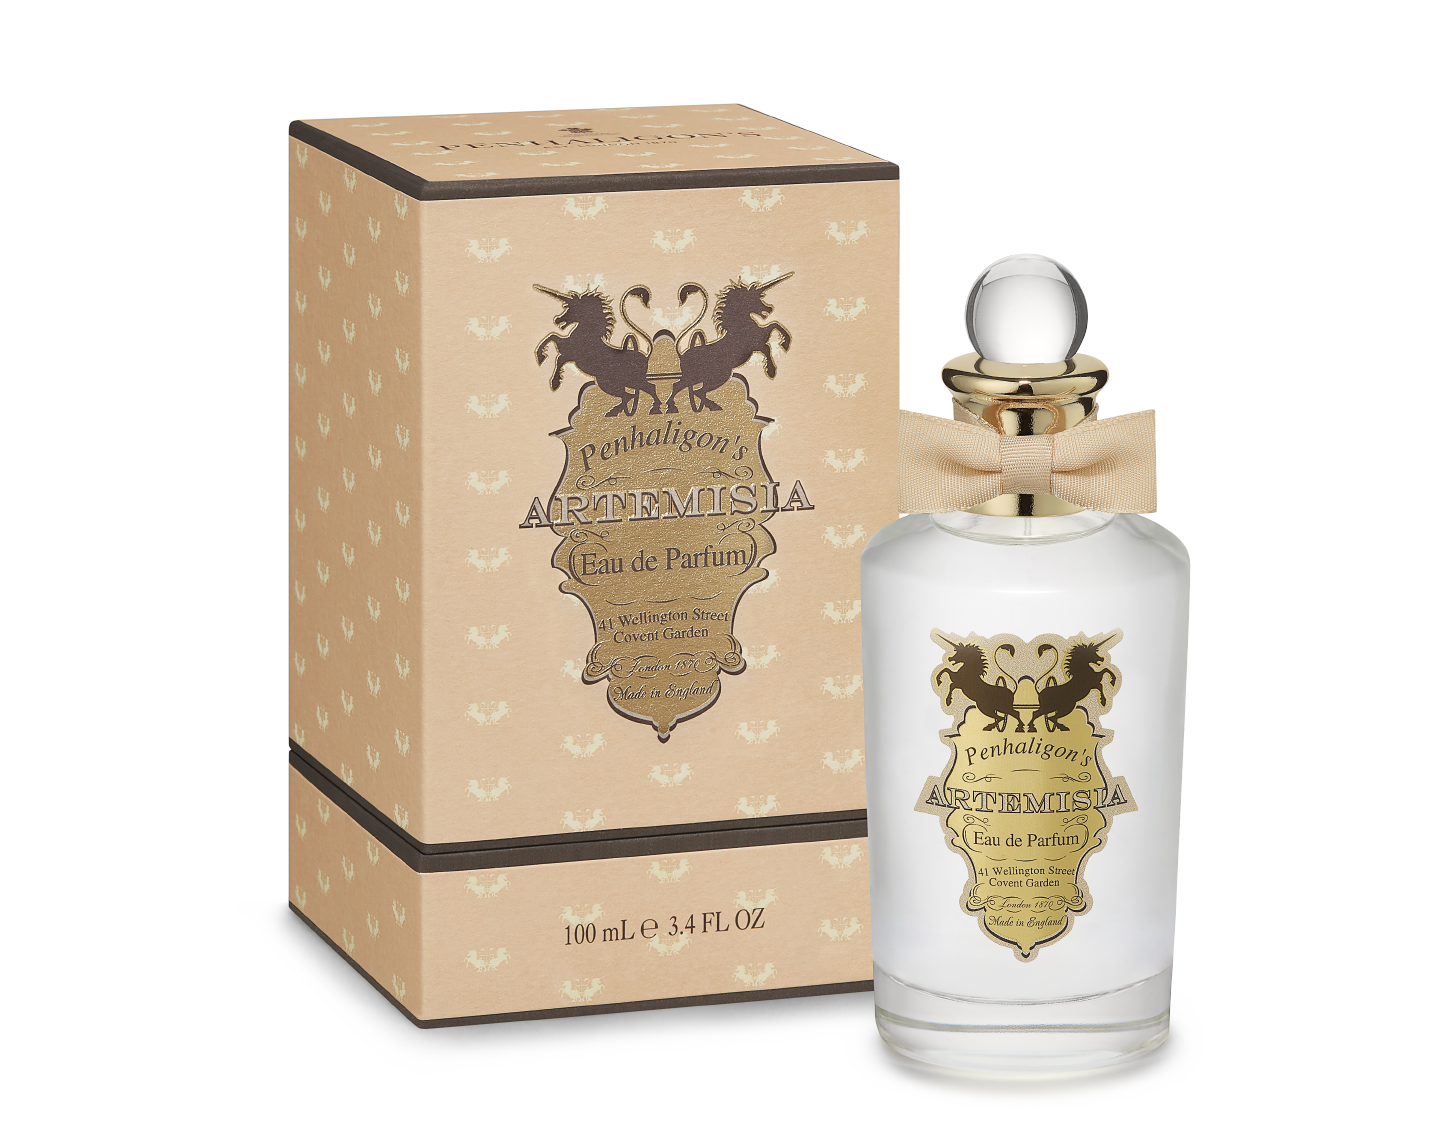 PENHALIGON'S
Penhaligon's
ARTEMISIA
Eau de Parfum
41 Wellington Street
Covent Garden
London 1870
Made in England
100 mL ℮ 3.4 FL OZ
Penhaligon's
ARTEMISIA
Eau de Parfum
41 Wellington Street
Covent Garden
London 1870
Made in England